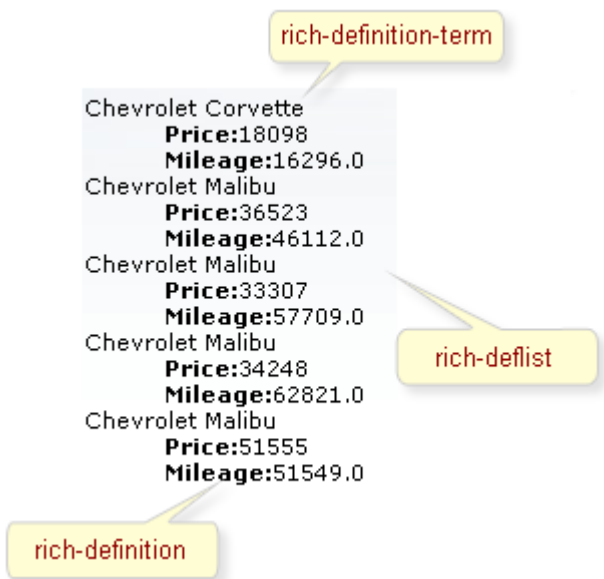 rich-definition-term
Chevrolet Corvette
Price:18098
Mileage:16296.0
Chevrolet Malibu
Price:36523
Mileage:46112.0
Chevrolet Malibu
Price:33307
Mileage:57709.0
Chevrolet Malibu
Price:34248
Mileage:62821.0
Chevrolet Malibu
Price:51555
Mileage:51549.0
rich-deflist
rich-definition